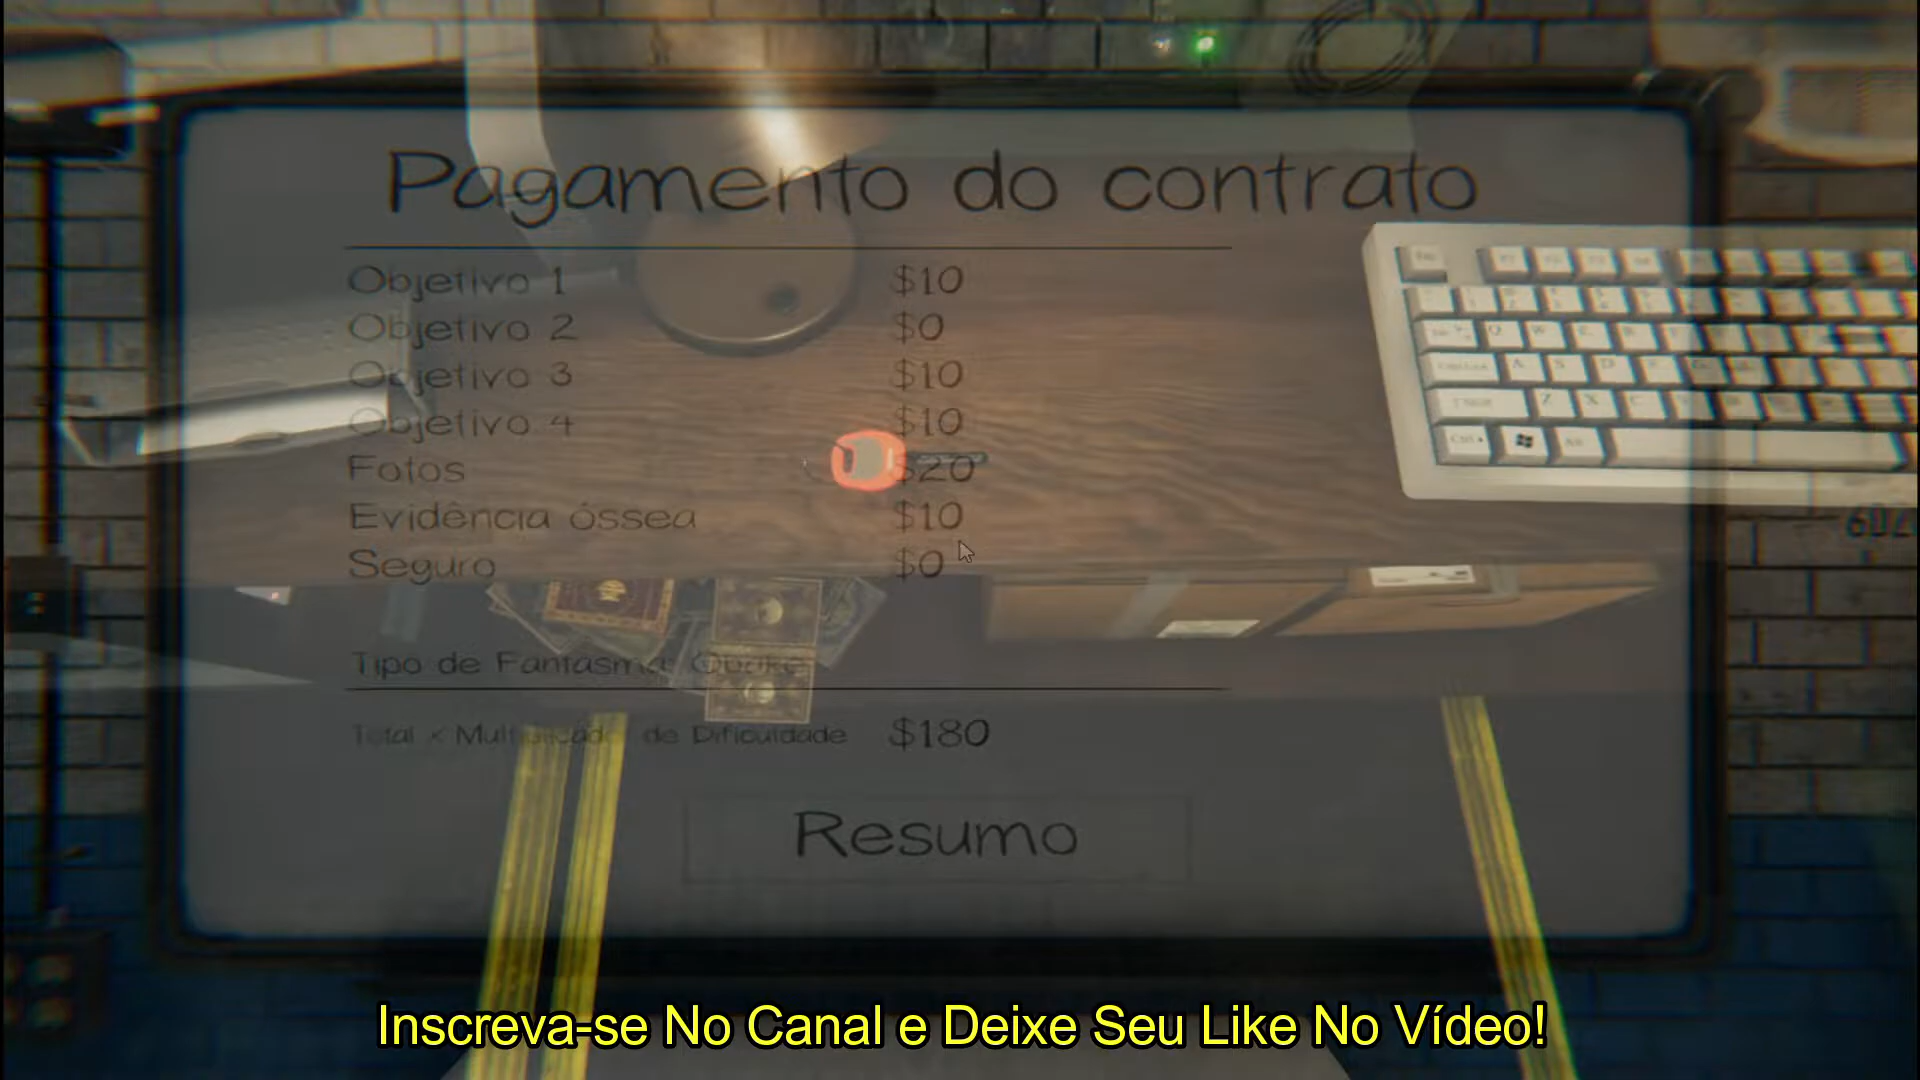 Pagamento do contrato
Objetivo 1 $10
Objetivo 2 $0
Objetivo 3 $10
Objetivo 4 $10
Fotos $20
Evidência óssea $10
Seguro $0
Tipo de Fantasma: Obake
Total x Multiplicador de Dificuldade $180
Resumo
Inscreva-se No Canal e Deixe Seu Like No Vídeo!